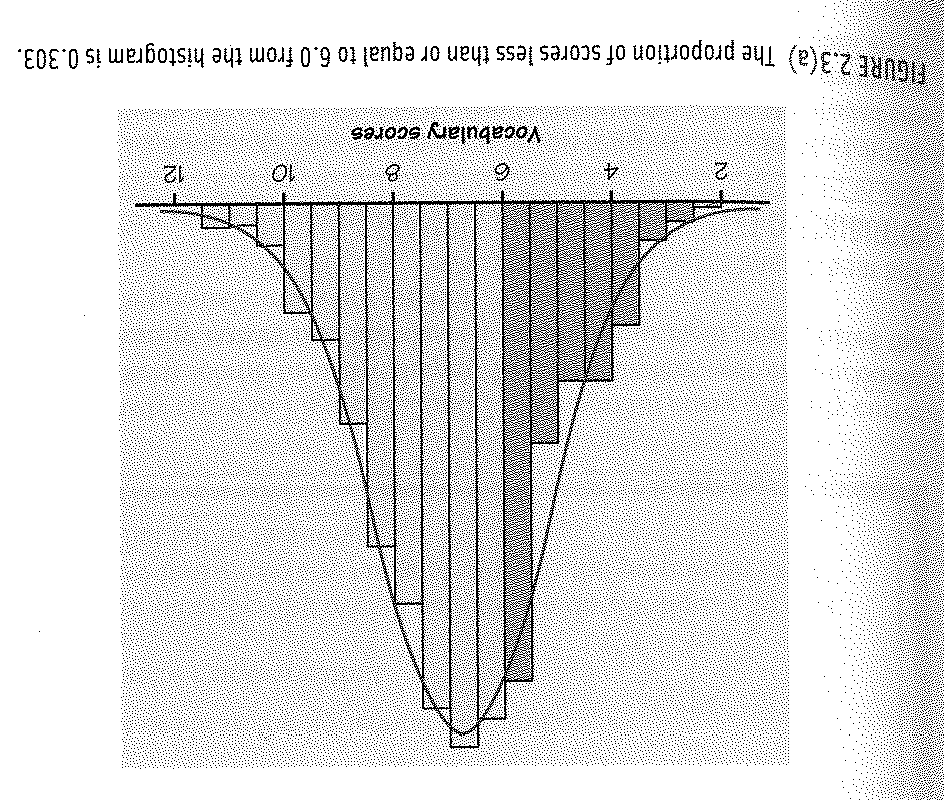 2 4 6 8 10 12
Vocabulary scores
FIGURE 2.3(a) The proportion of scores less than or equal to 6.0 from the histogram is 0.303.